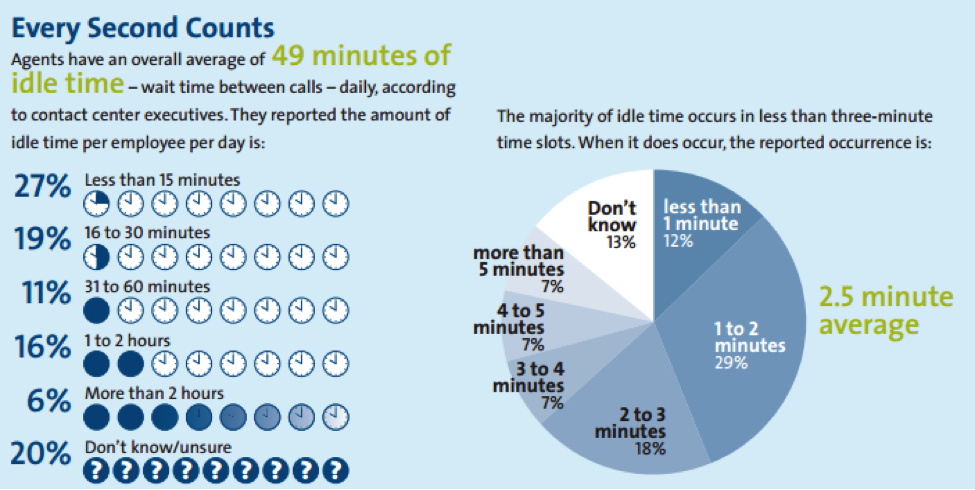 Every Second Counts
Agents have an overall average of 49 minutes of
idle time – wait time between calls – daily, according
to contact center executives. They reported the amount of
idle time per employee per day is:
27% Less than 15 minutes
19% 16 to 30 minutes
11% 31 to 60 minutes
16% 1 to 2 hours
6% More than 2 hours
20% Don't know/unsure
? ? ? ? ? ? ? ? ?
The majority of idle time occurs in less than three-minute
time slots. When it does occur, the reported occurrence is:
less than
1 minute
12%
1 to 2
minutes
29%
2 to 3
minutes
18%
3 to 4
minutes
7%
4 to 5
minutes
7%
more than
5 minutes
7%
Don't
know
13%
2.5 minute
average